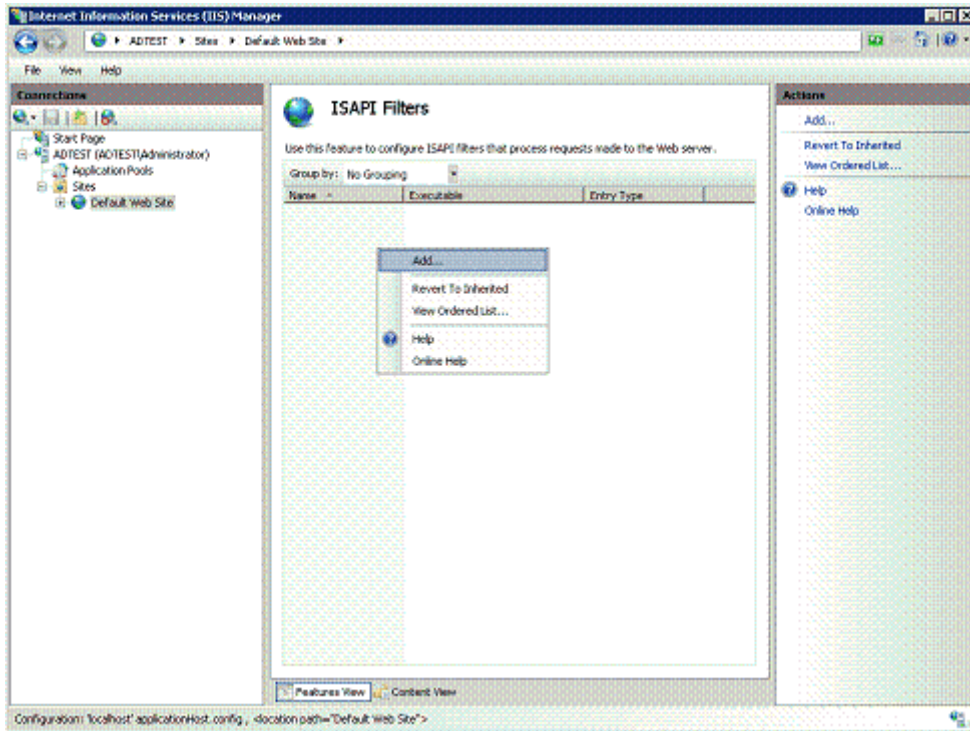 Internet Information Services (IIS) Manager
ADTEST Sites Default Web Site
File View Help
Connections
Start Page
ADTEST (ADTEST\Administrator)
Application Pools
Sites
Default Web Site
ISAPI Filters
Use this feature to configure ISAPI filters that process requests made to the Web server.
Group by: No Grouping
Name Executable Entry Type
Add...
Revert To Inherited
View Ordered List...
Help
Online Help
Features View Content View
Actions
Add...
Revert To Inherited
View Ordered List...
Help
Online Help
Configuration: 'localhost' applicationHost.config , <location path="Default Web Site">